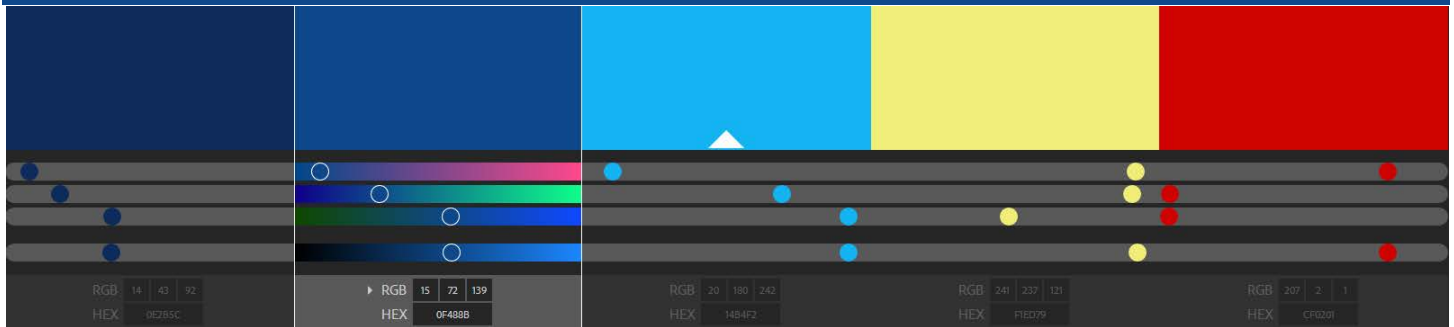 RGB 14 43 92
HEX 0E2B5C
RGB 15 72 139
HEX 0F488B
RGB 20 180 242
HEX 14B4F2
RGB 241 237 121
HEX F1ED79
RGB 207 2 1
HEX CF0201